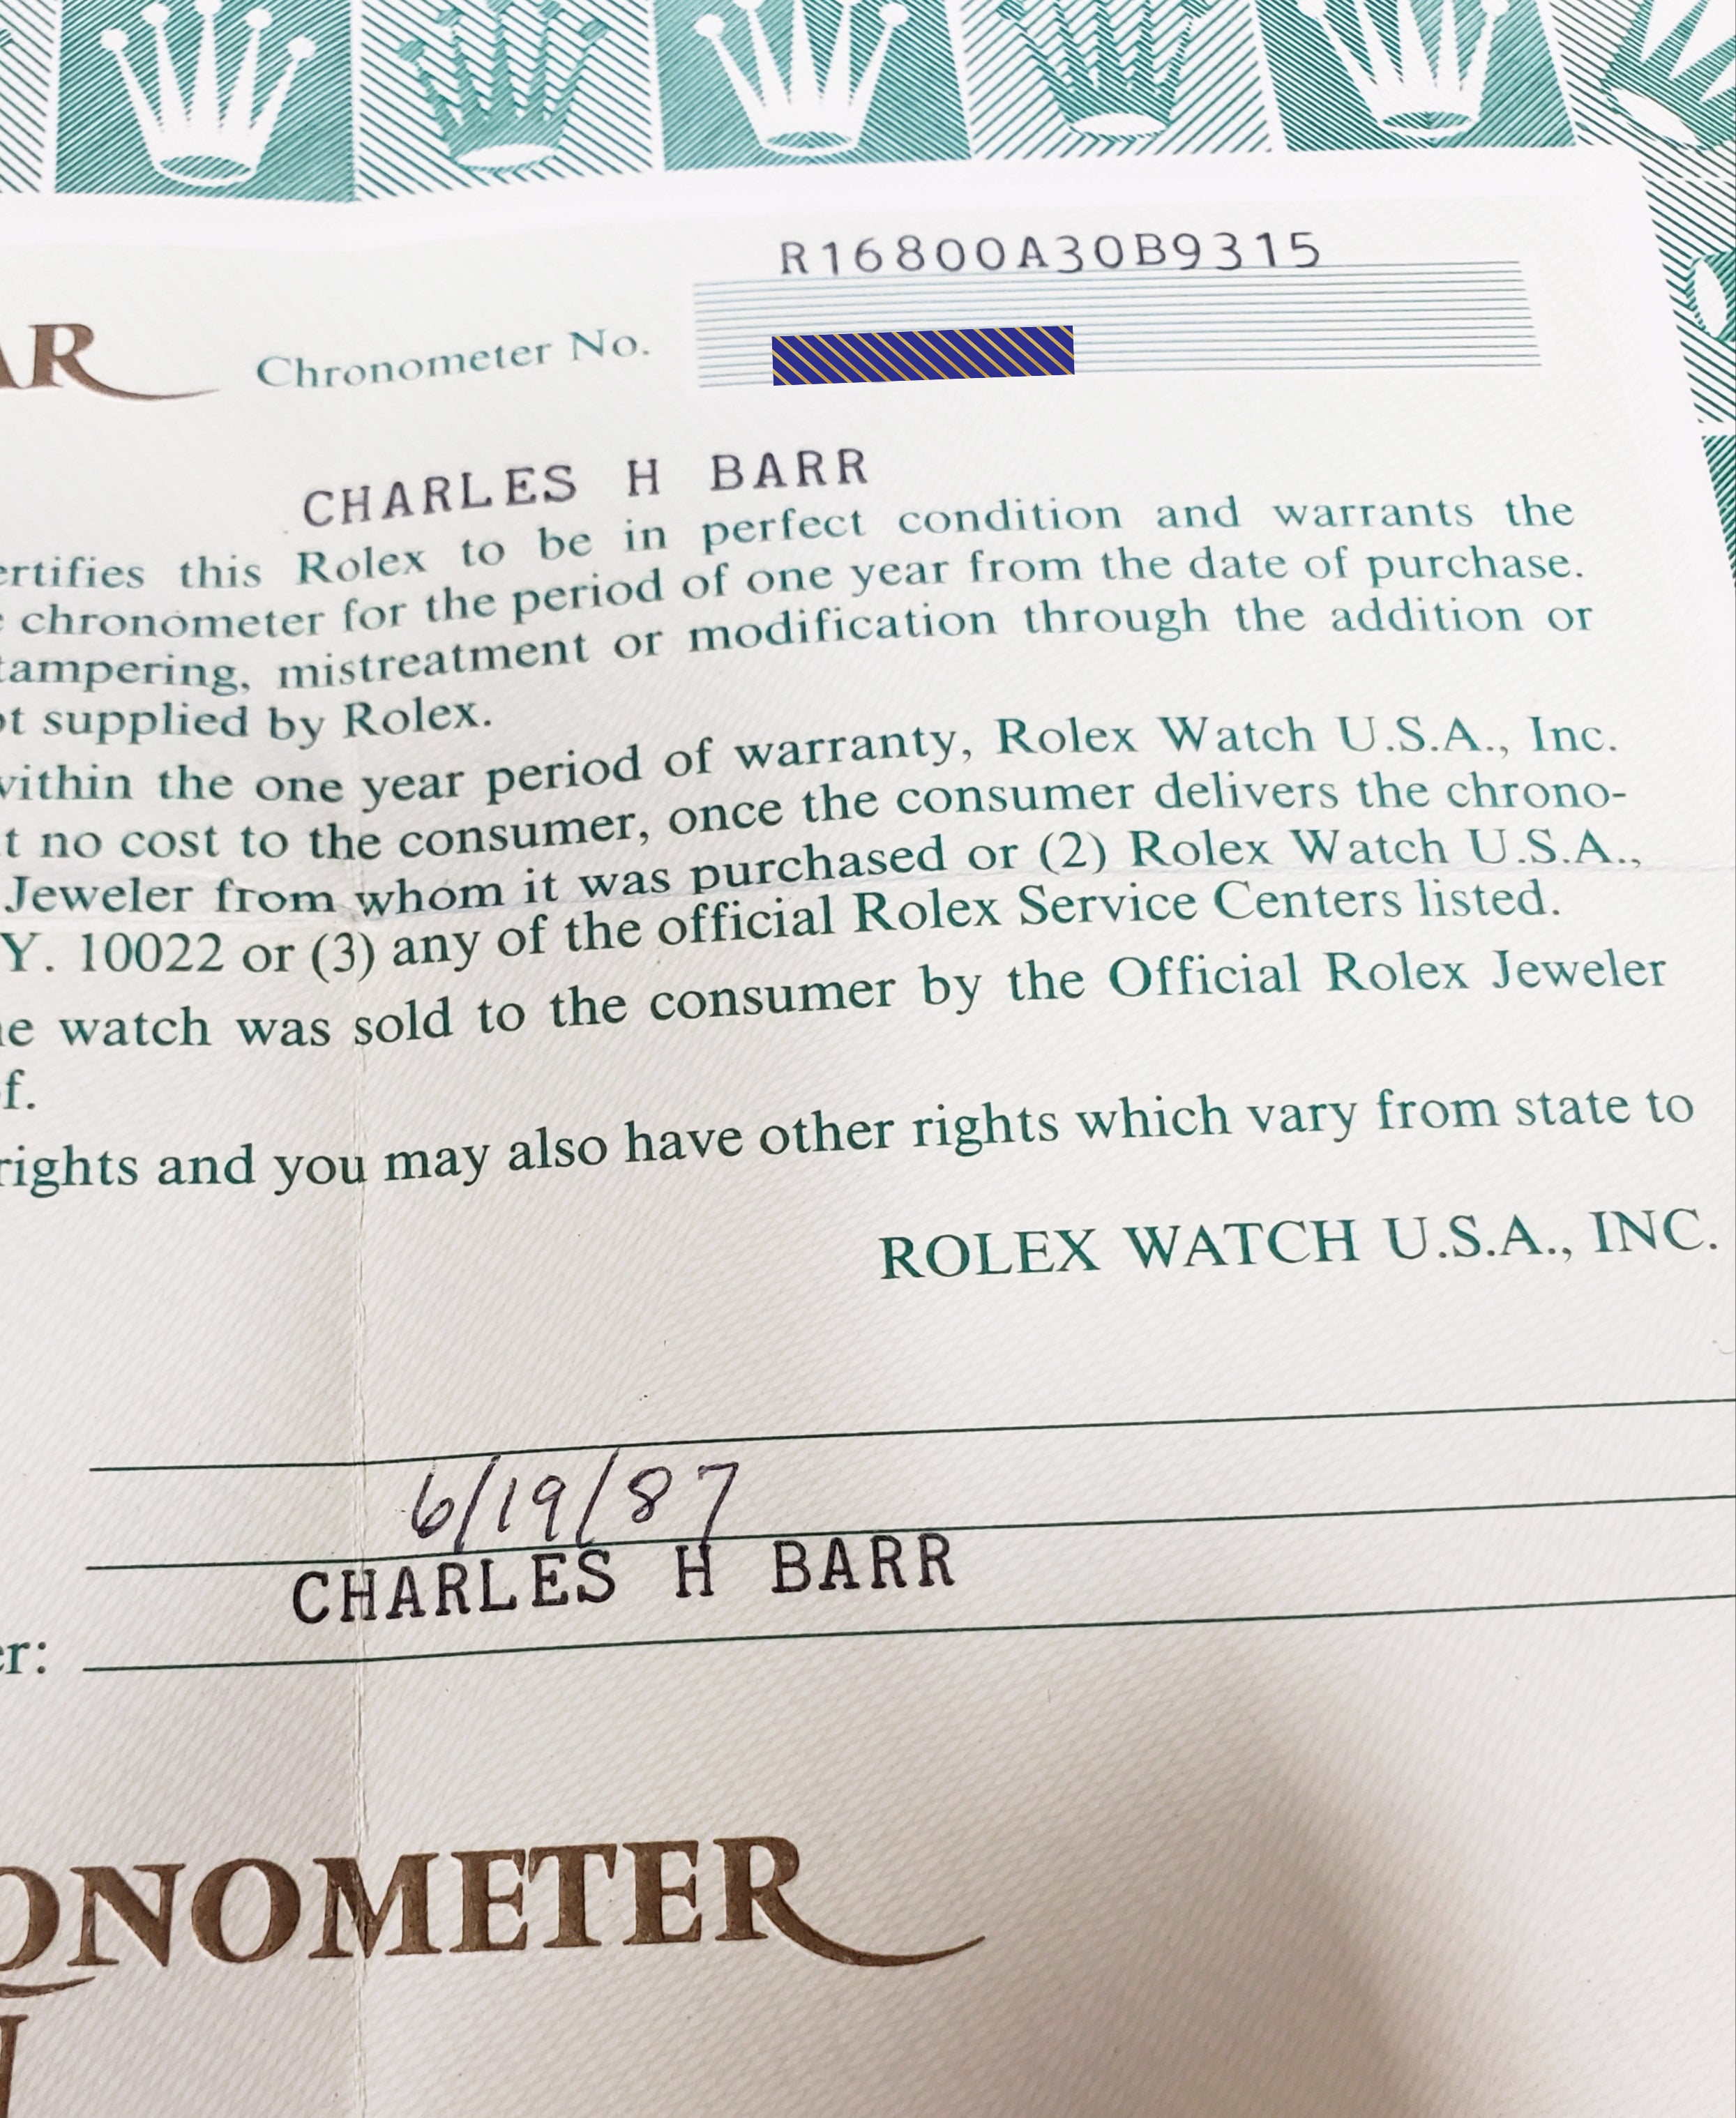 R16800A30B9315
AR
Chronometer No.
CHARLES H BARR
ertifies this Rolex to be in perfect condition and warrants the
chronometer for the period of one year from the date of purchase.
tampering, mistreatment or modification through the addition or
ot supplied by Rolex.
within the one year period of warranty, Rolex Watch U.S.A., Inc.
t no cost to the consumer, once the consumer delivers the chrono-
Jeweler from whom it was purchased or (2) Rolex Watch U.S.A.,
Y. 10022 or (3) any of the official Rolex Service Centers listed.
e watch was sold to the consumer by the Official Rolex Jeweler
f.
rights and you may also have other rights which vary from state to
ROLEX WATCH U.S.A., INC.
6/19/87
CHARLES H BARR
er:
ONOMETER